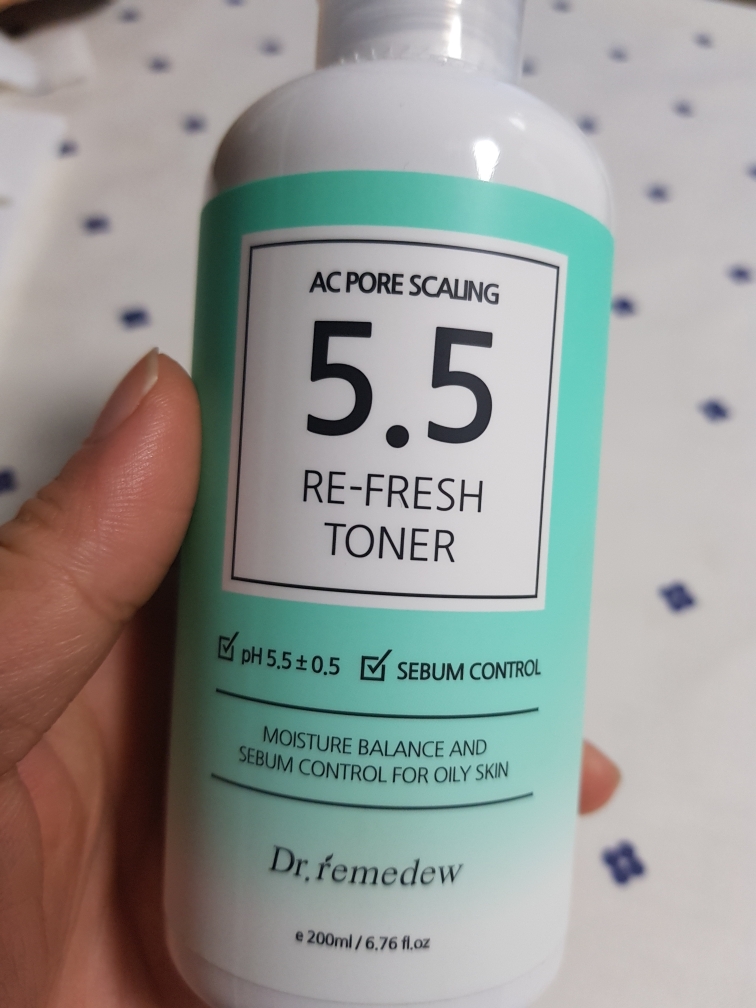 AC PORE SCALING
5.5
RE-FRESH
TONER
☑ pH 5.5 ± 0.5 ☑ SEBUM CONTROL
MOISTURE BALANCE AND
SEBUM CONTROL FOR OILY SKIN
Dr. remedew
e 200ml / 6.76 fl.oz